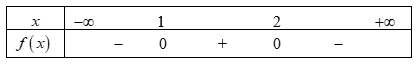 x −∞ 1 2 +∞
f(x) − 0 + 0 −